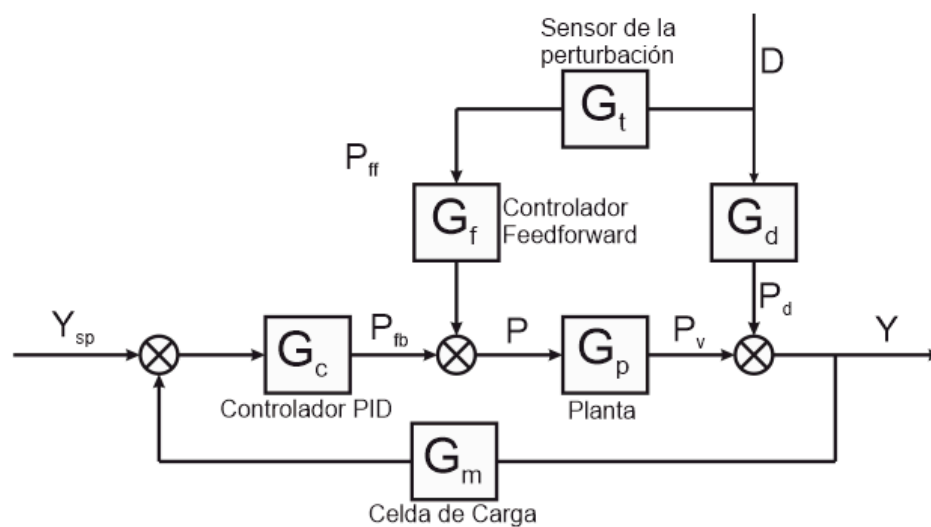 Sensor de la
perturbación
D
G_t
P_ff
G_f
Controlador
Feedforward
G_d
P_d
Y_sp
G_c
P_fb
P
G_p
P_v
Y
Controlador PID
Planta
G_m
Celda de Carga